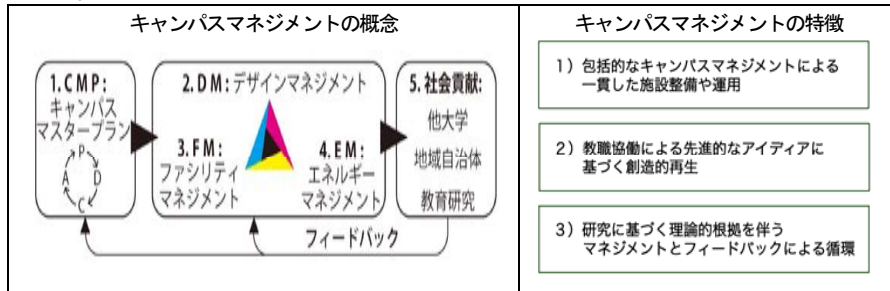 キャンパスマネジメントの概念
1.CMP:
キャンパス
マスタープラン
P
A D
C
2.DM:デザインマネジメント
3.FM:
ファシリティ
マネジメント
4.EM:
エネルギー
マネジメント
5.社会貢献:
他大学
地域自治体
教育研究
フィードバック
キャンパスマネジメントの特徴
1）包括的なキャンパスマネジメントによる
一貫した施設整備や運用
2）教職協働による先進的なアイディアに
基づく創造的再生
3）研究に基づく理論的根拠を伴う
マネジメントとフィードバックによる循環